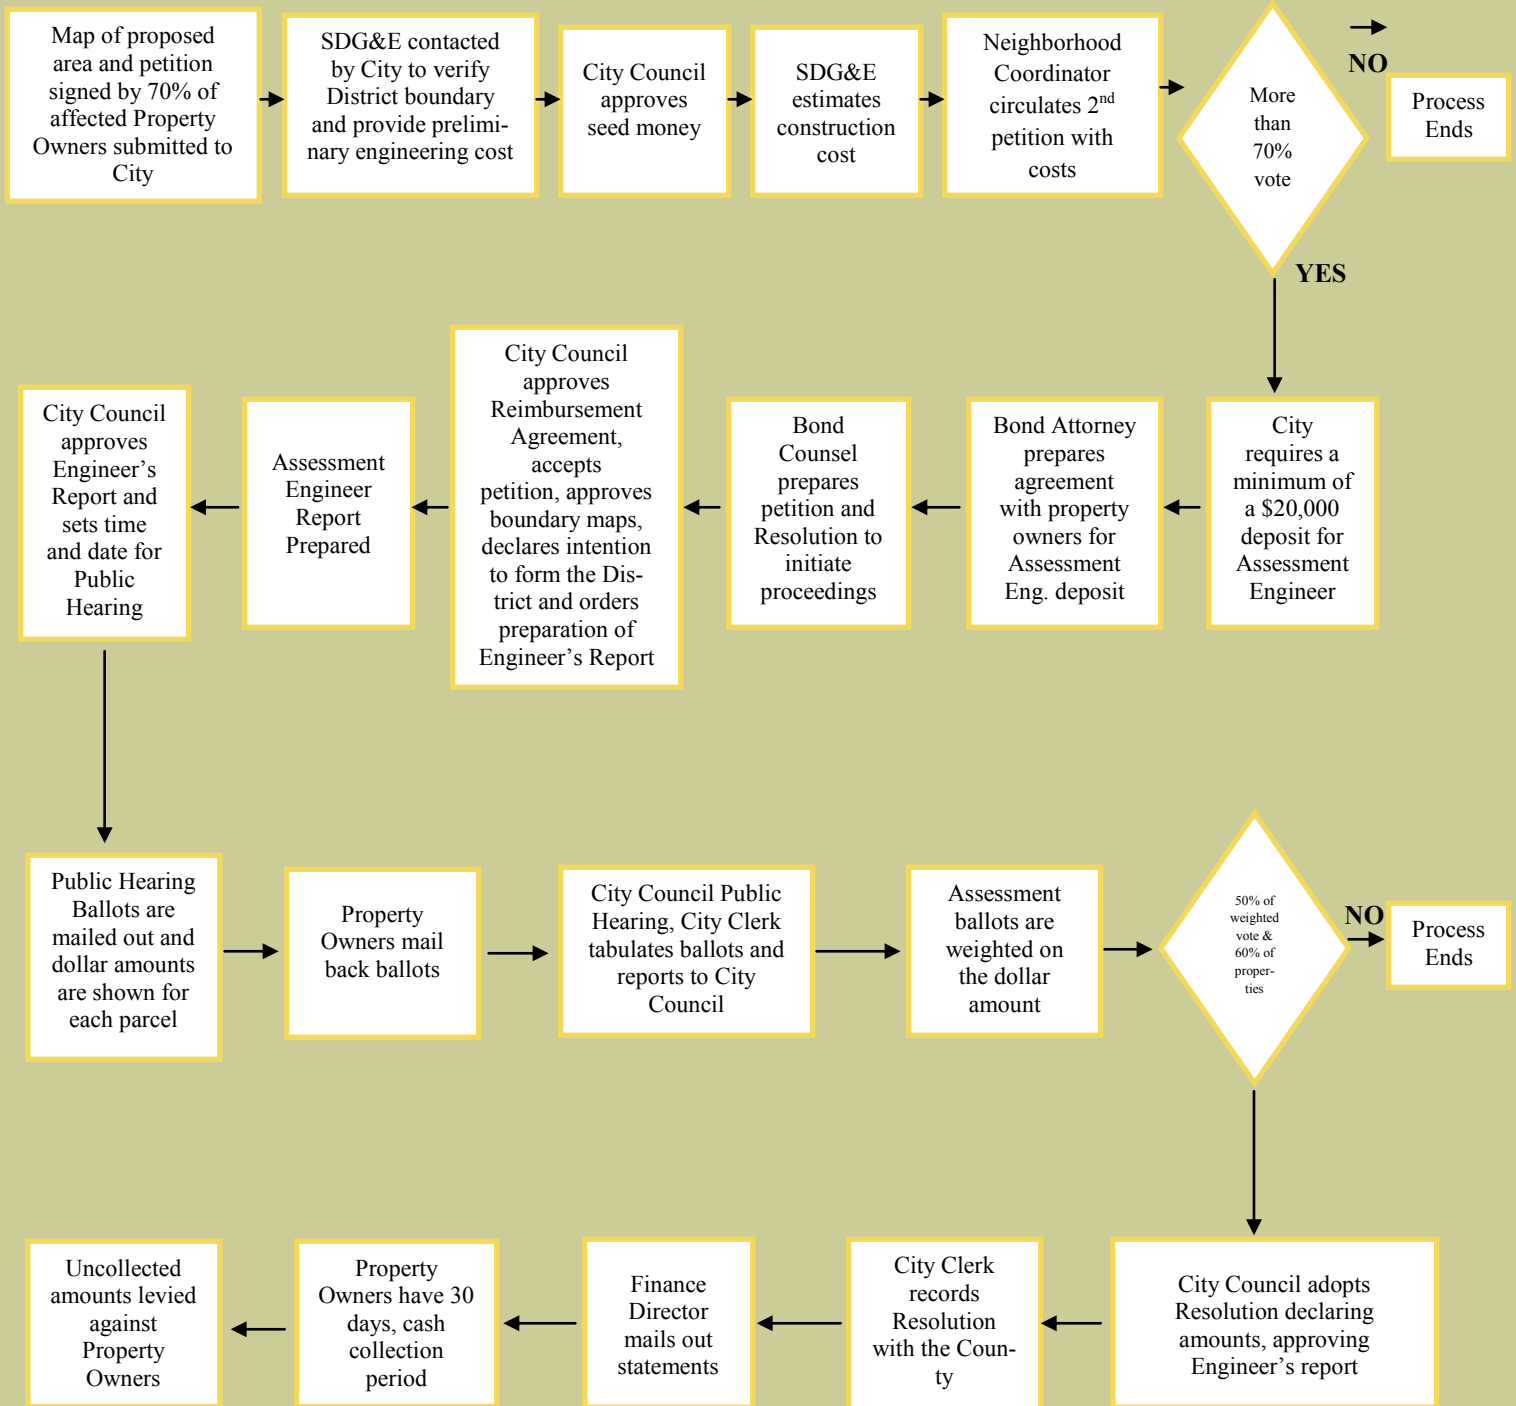 Map of proposed
area and petition
signed by 70% of
affected Property
Owners submitted to
City
SDG&E contacted
by City to verify
District boundary
and provide prelimi-
nary engineering cost
City Council
approves
seed money
SDG&E
estimates
construction
cost
Neighborhood
Coordinator
circulates 2nd
petition with
costs
More
than
70%
vote
NO
Process
Ends
YES
City
requires a
minimum of
a $20,000
deposit for
Assessment
Engineer
Bond Attorney
prepares
agreement
with property
owners for
Assessment
Eng. deposit
Bond
Counsel
prepares
petition and
Resolution to
initiate
proceedings
City Council
approves
Reimbursement
Agreement,
accepts
petition, approves
boundary maps,
declares intention
to form the Dis-
trict and orders
preparation of
Engineer’s Report
Assessment
Engineer
Report
Prepared
City Council
approves
Engineer’s
Report and
sets time
and date for
Public
Hearing
Public Hearing
Ballots are
mailed out and
dollar amounts
are shown for
each parcel
Property
Owners mail
back ballots
City Council Public
Hearing, City Clerk
tabulates ballots and
reports to City
Council
Assessment
ballots are
weighted on
the dollar
amount
50% of
weighted
vote &
60% of
proper-
ties
NO
Process
Ends
City Council adopts
Resolution declaring
amounts, approving
Engineer’s report
City Clerk
records
Resolution
with the Coun-
ty
Finance
Director
mails out
statements
Property
Owners have 30
days, cash
collection
period
Uncollected
amounts levied
against
Property
Owners